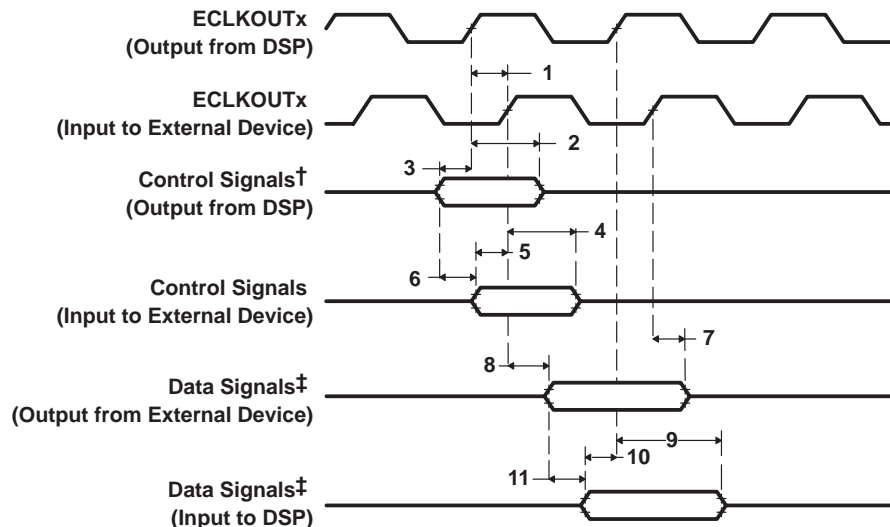 ECLKOUTx
(Output from DSP)
1
ECLKOUTx
(Input to External Device)
2
3
Control Signals†
(Output from DSP)
4
5
6
Control Signals
(Input to External Device)
7
8
Data Signals‡
(Output from External Device)
9
10
11
Data Signals‡
(Input to DSP)